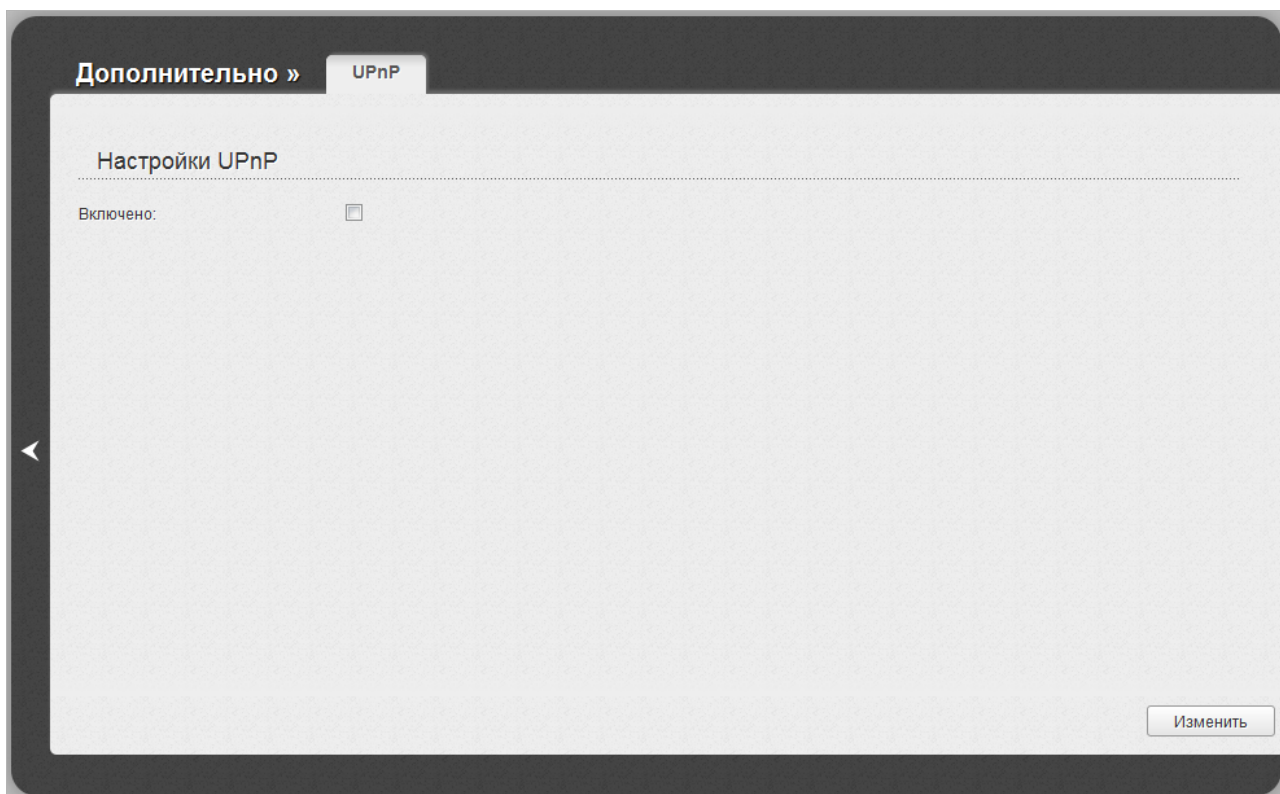 Дополнительно »
UPnP
Настройки UPnP
Включено:
Изменить